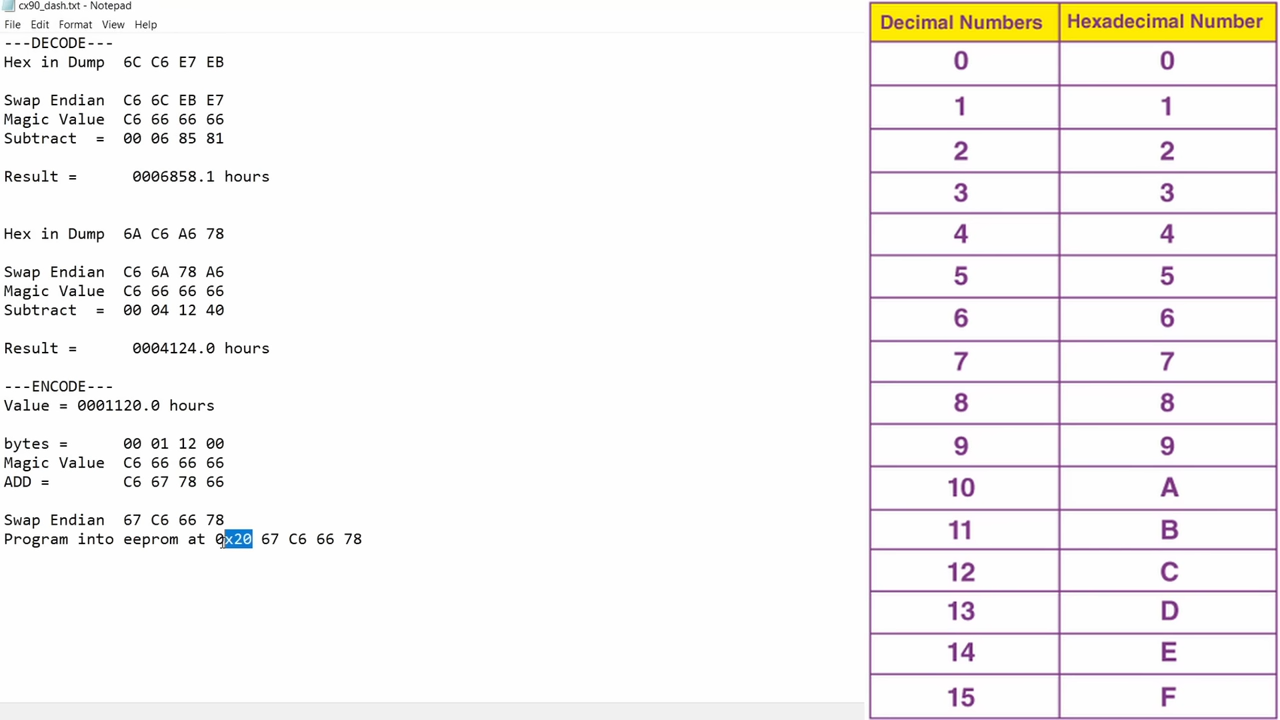 cx90_dash.txt - Notepad
File Edit Format View Help
---DECODE---
Hex in Dump 6C C6 E7 EB
Swap Endian C6 6C EB E7
Magic Value C6 66 66 66
Subtract = 00 06 85 81
Result = 0006858.1 hours
Hex in Dump 6A C6 A6 78
Swap Endian C6 6A 78 A6
Magic Value C6 66 66 66
Subtract = 00 04 12 40
Result = 0004124.0 hours
---ENCODE---
Value = 0001120.0 hours
bytes = 00 01 12 00
Magic Value C6 66 66 66
ADD = C6 67 78 66
Swap Endian 67 C6 66 78
Program into eeprom at 0x20 67 C6 66 78
Decimal Numbers Hexadecimal Number
0 0
1 1
2 2
3 3
4 4
5 5
6 6
7 7
8 8
9 9
10 A
11 B
12 C
13 D
14 E
15 F